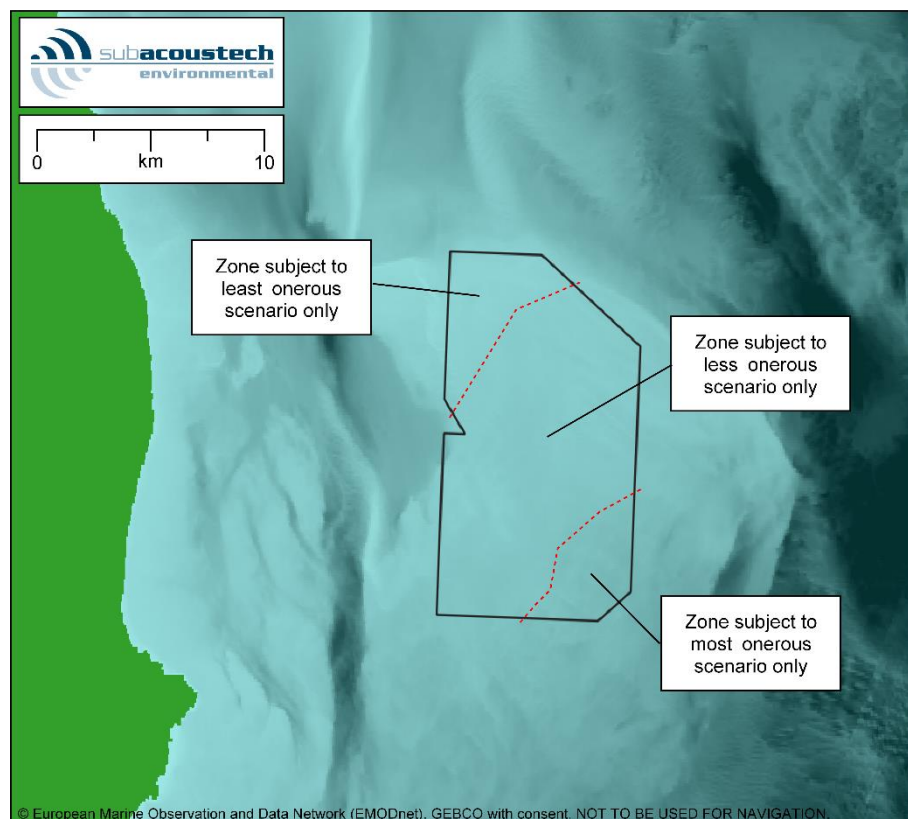 subacoustech
environmental
0 10
km
Zone subject to
least onerous
scenario only
Zone subject to
less onerous
scenario only
Zone subject to
most onerous
scenario only
© European Marine Observation and Data Network (EMODnet), GEBCO with consent. NOT TO BE USED FOR NAVIGATION.